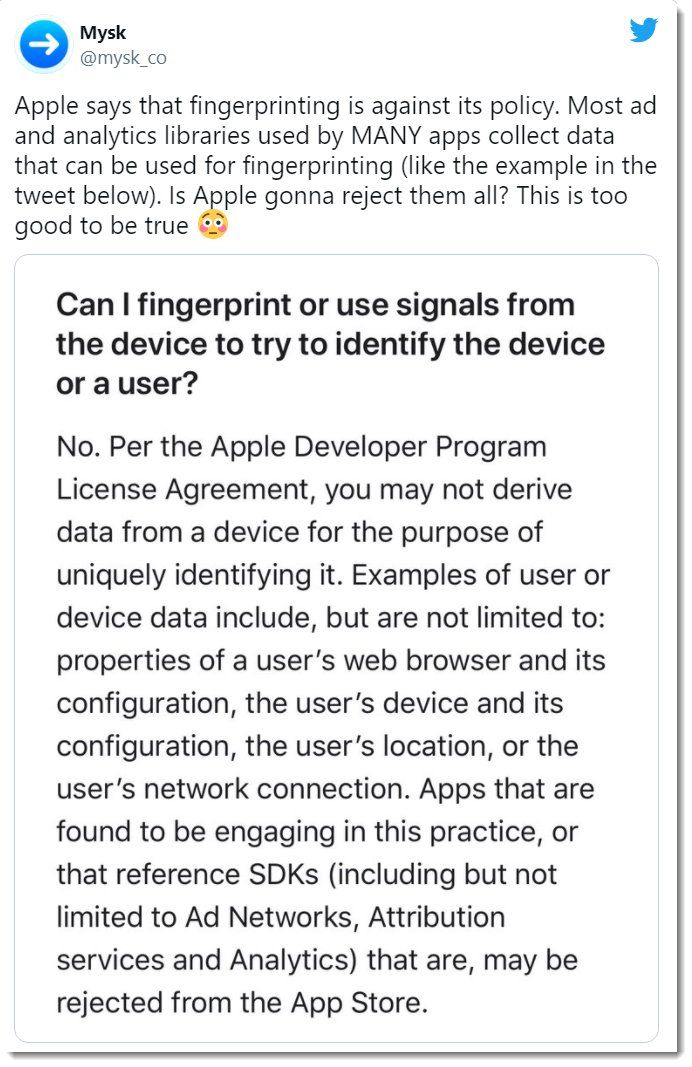 Mysk
@mysk_co
Apple says that fingerprinting is against its policy. Most ad
and analytics libraries used by MANY apps collect data
that can be used for fingerprinting (like the example in the
tweet below). Is Apple gonna reject them all? This is too
good to be true 😳
Can I fingerprint or use signals from
the device to try to identify the device
or a user?
No. Per the Apple Developer Program
License Agreement, you may not derive
data from a device for the purpose of
uniquely identifying it. Examples of user or
device data include, but are not limited to:
properties of a user’s web browser and its
configuration, the user’s device and its
configuration, the user’s location, or the
user’s network connection. Apps that are
found to be engaging in this practice, or
that reference SDKs (including but not
limited to Ad Networks, Attribution
services and Analytics) that are, may be
rejected from the App Store.